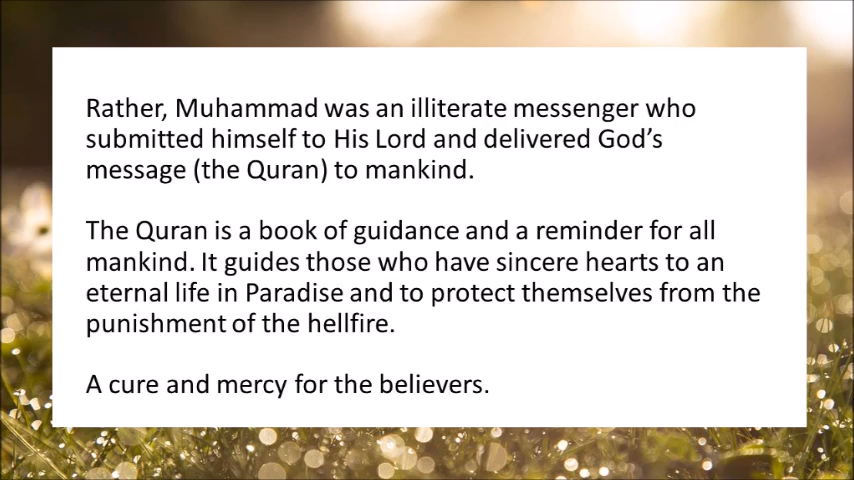 Rather, Muhammad was an illiterate messenger who
submitted himself to His Lord and delivered God’s
message (the Quran) to mankind.
The Quran is a book of guidance and a reminder for all
mankind. It guides those who have sincere hearts to an
eternal life in Paradise and to protect themselves from the
punishment of the hellfire.
A cure and mercy for the believers.